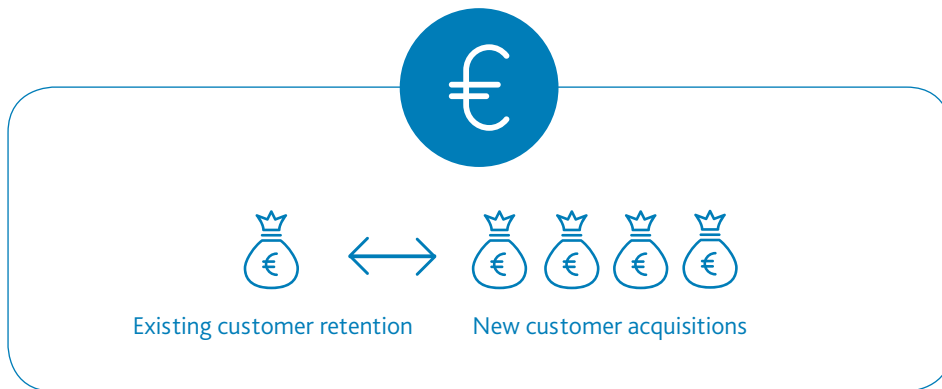 €
€ € € € €
Existing customer retention New customer acquisitions